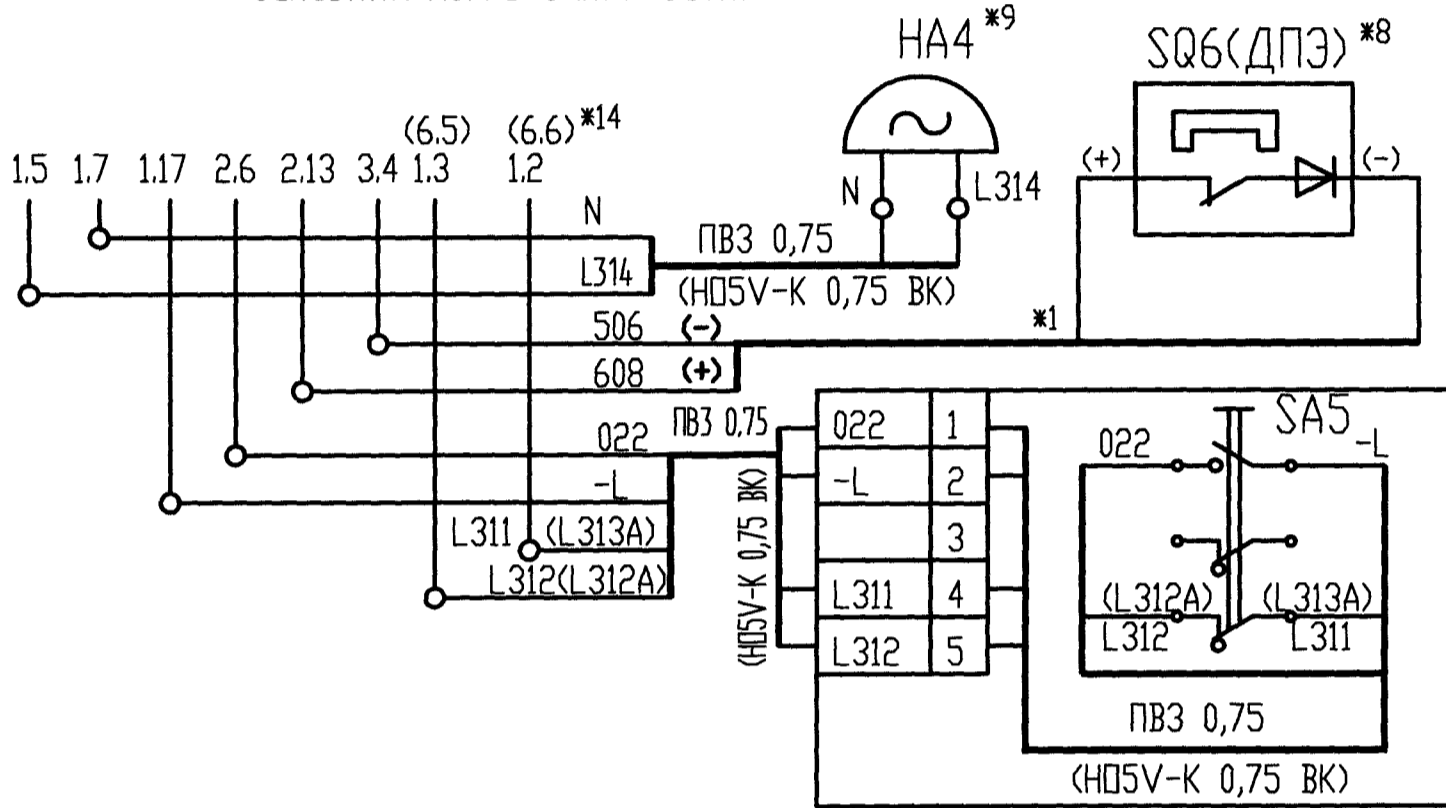 HA4 *9
SQ6(ДПЭ) *8
(6.5) (6.6) *14
1.5 1.7 1.17 2.6 2.13 3.4 1.3 1.2
(+) (-)
N
N L314
ПВ3 0,75
L314
(H05V-K 0,75 BK)
*1
506 (-)
608 (+)
ПВ3 0,75
022
-L
L311 (L313A)
L312(L312A)
(H05V-K 0,75 BK)
022 1
-L 2
3
L311 4
L312 5
SA5
022 -L
(L312A) (L313A)
L312 L311
ПВ3 0,75
(H05V-K 0,75 BK)